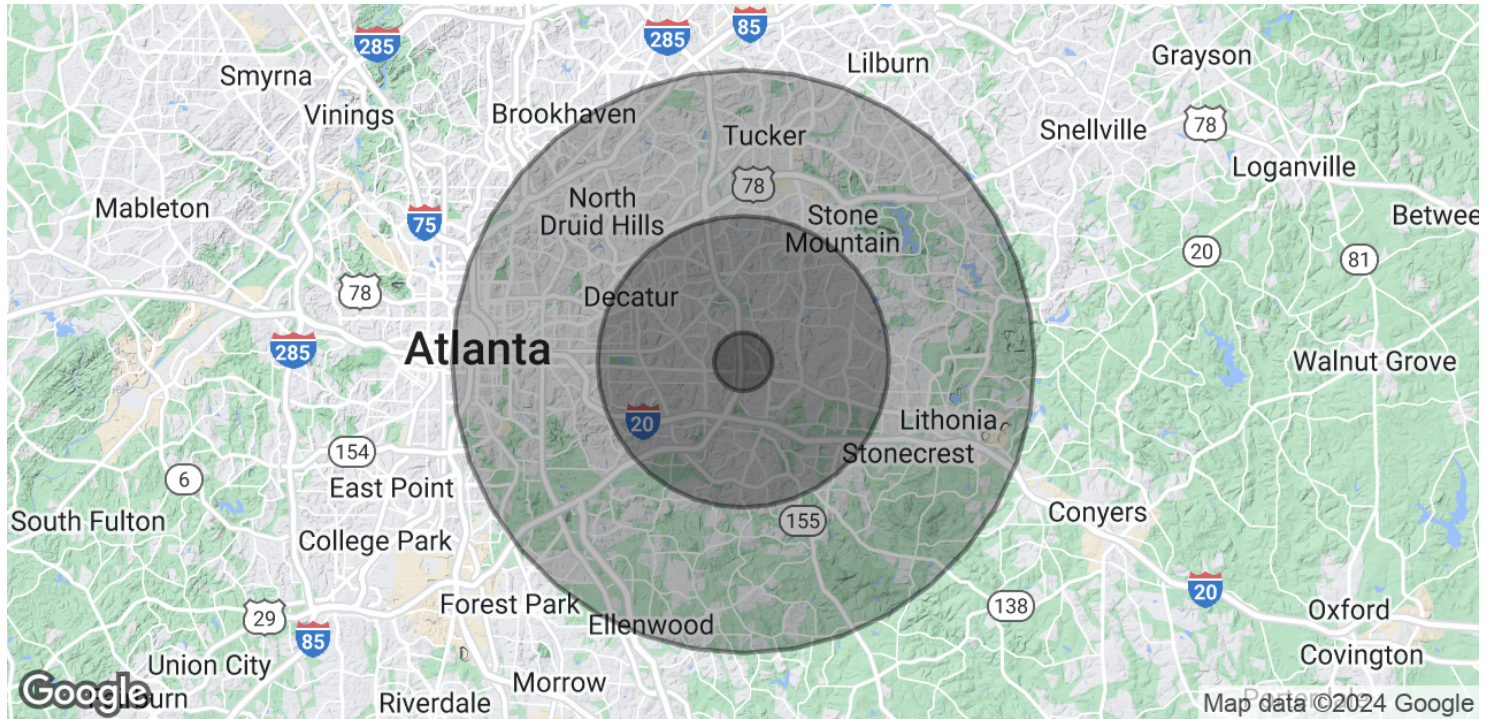 285
85
Smyrna
Vinings
285
Lilburn
Grayson
Brookhaven
Tucker
Snellville
78
Loganville
Mableton
75
North
Druid Hills
78
Stone
Mountain
Betwee
20
81
78
Decatur
285
Atlanta
Walnut Grove
20
Lithonia
Stonecrest
154
6
East Point
South Fulton
College Park
155
Conyers
29
85
Forest Park
Ellenwood
138
20
Oxford
Union City
Covington
Morrow
Riverdale
Google
Map data ©2024 Google